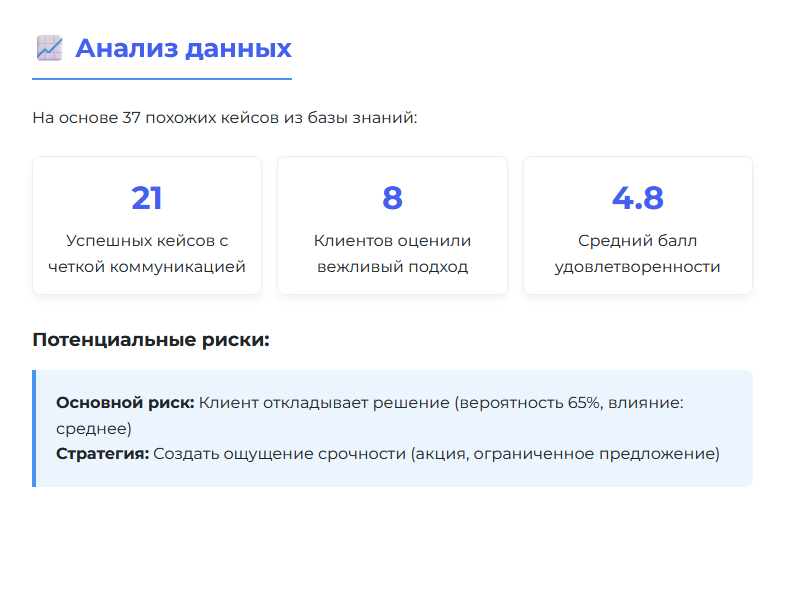 Анализ данных
На основе 37 похожих кейсов из базы знаний:
21
Успешных кейсов с
четкой коммуникацией
8
Клиентов оценили
вежливый подход
4.8
Средний балл
удовлетворенности
Потенциальные риски:
Основной риск: Клиент откладывает решение (вероятность 65%, влияние:
среднее)
Стратегия: Создать ощущение срочности (акция, ограниченное предложение)